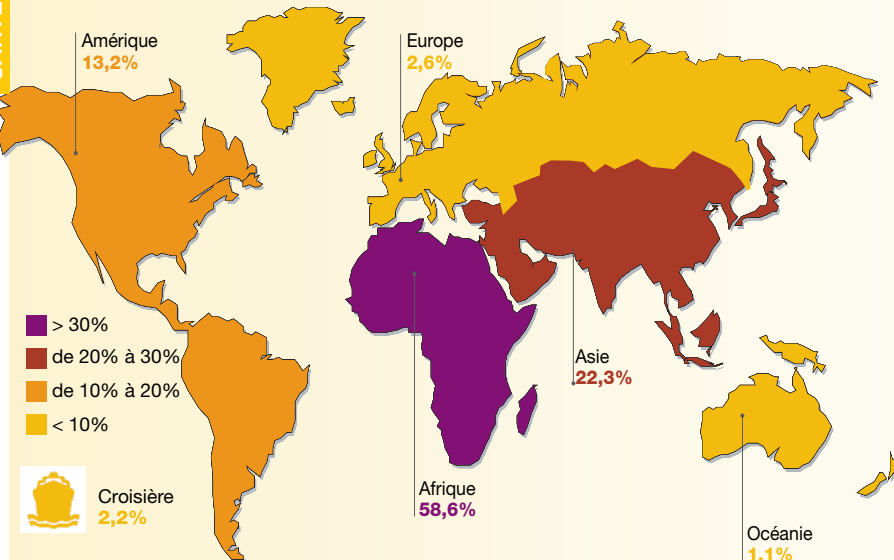 Amérique
13,2%
Europe
2,6%
> 30%
de 20% à 30%
de 10% à 20%
< 10%
Asie
22,3%
Croisière
2,2%
Afrique
58,6%
Océanie
1,1%